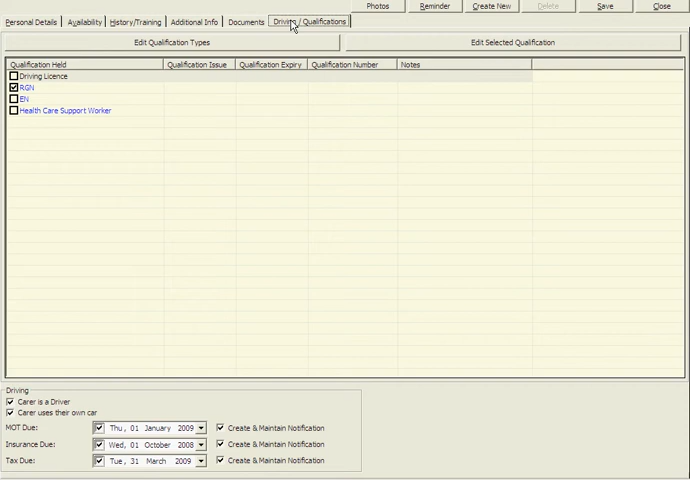 Photos Reminder Create New Delete Save Close
Personal Details Availability History/Training Additional Info Documents Driving / Qualifications
Edit Qualification Types Edit Selected Qualification
Qualification Held Qualification Issue Qualification Expiry Qualification Number Notes
Driving Licence
RGN
EN
Health Care Support Worker
Driving
Carer is a Driver
Carer uses their own car
MOT Due: Thu, 01 January 2009 Create & Maintain Notification
Insurance Due: Wed, 01 October 2008 Create & Maintain Notification
Tax Due: Tue, 31 March 2009 Create & Maintain Notification